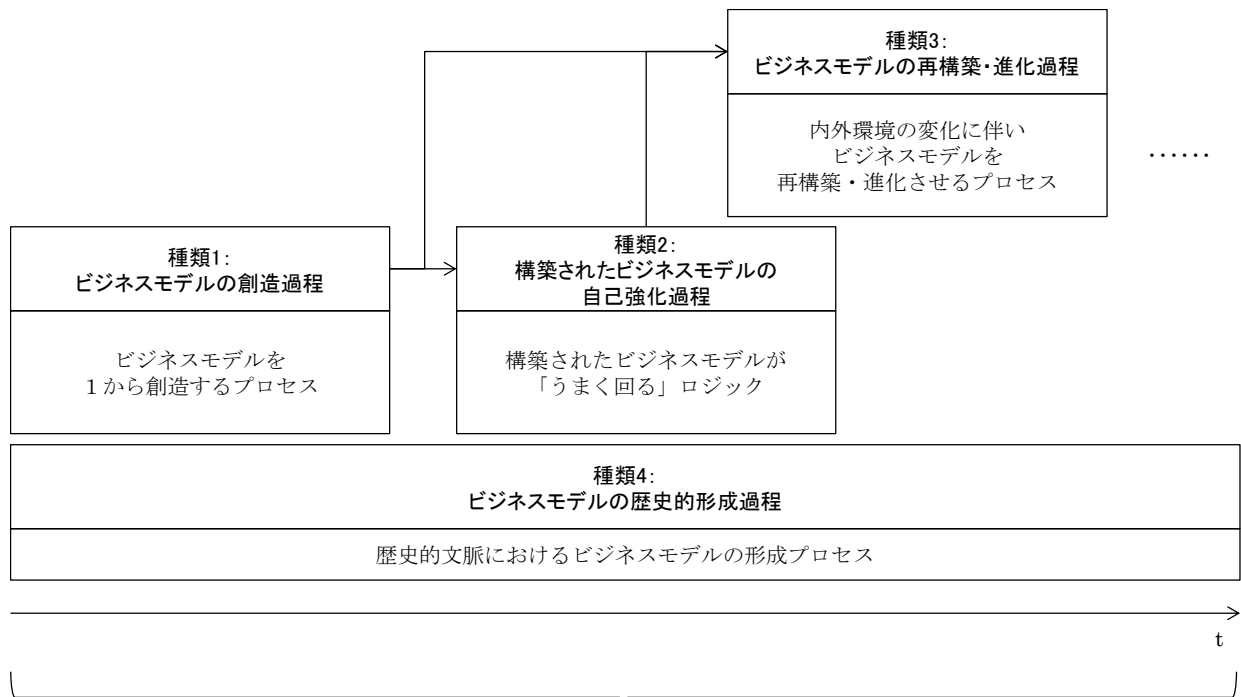 種類3:
ビジネスモデルの再構築・進化過程
内外環境の変化に伴い
ビジネスモデルを
再構築・進化させるプロセス
……
種類1:
ビジネスモデルの創造過程
ビジネスモデルを
１から創造するプロセス
種類2:
構築されたビジネスモデルの
自己強化過程
構築されたビジネスモデルが
「うまく回る」ロジック
種類4:
ビジネスモデルの歴史的形成過程
歴史的文脈におけるビジネスモデルの形成プロセス
t